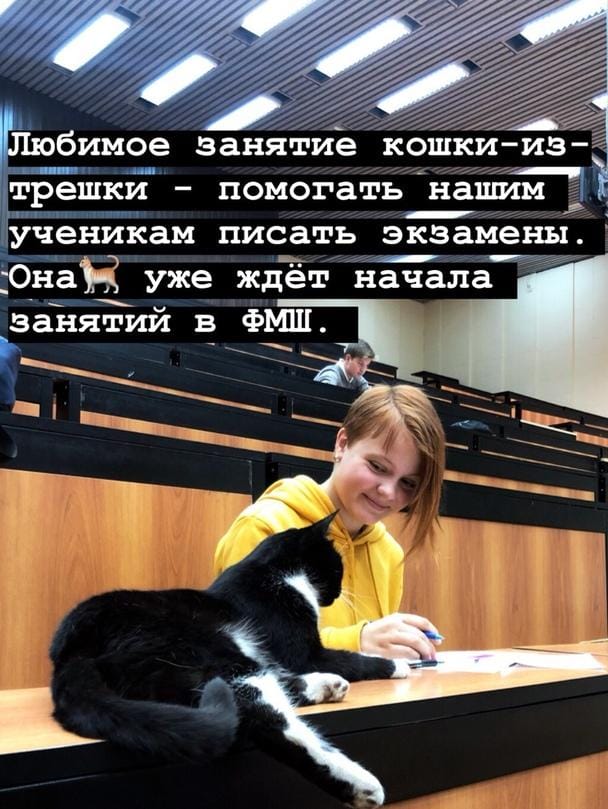 Любимое занятие кошки-из-
трешки - помогать нашим
ученикам писать экзамены.
Она🐈 уже ждёт начала
занятий в ФМШ.